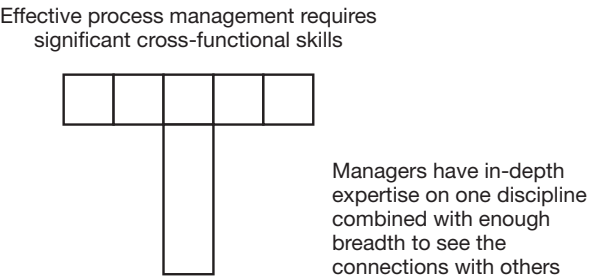 Effective process management requires
significant cross-functional skills
Managers have in-depth
expertise on one discipline
combined with enough
breadth to see the
connections with others